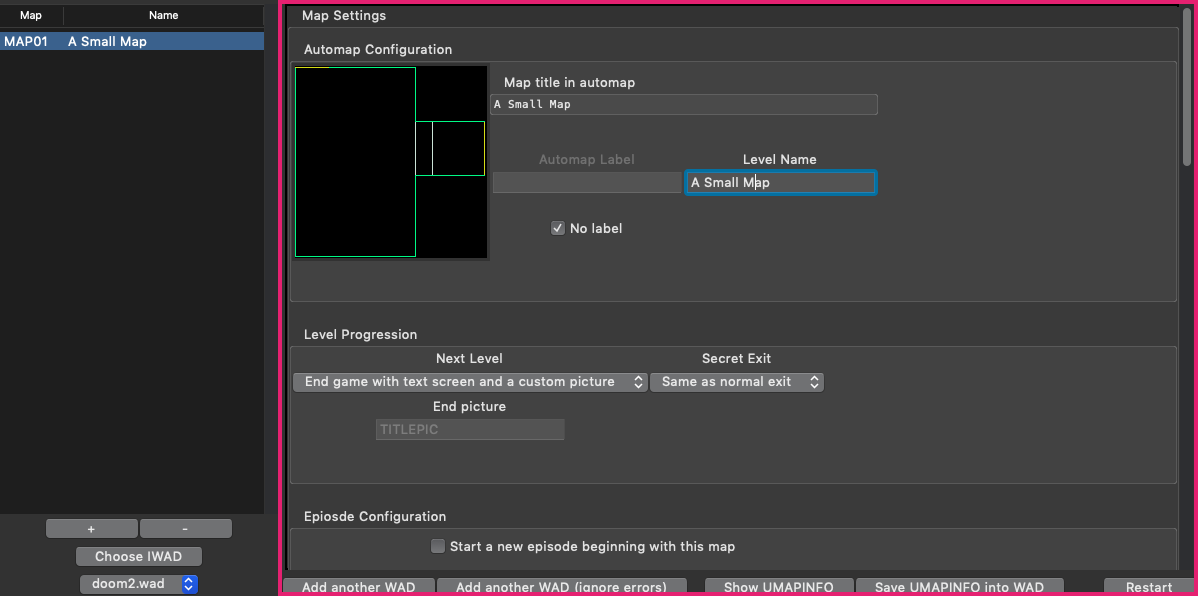 Map Name
MAP01 A Small Map
+ -
Choose IWAD
doom2.wad
Map Settings
Automap Configuration
Map title in automap
A Small Map
Automap Label Level Name
A Small Map
No label
Level Progression
Next Level Secret Exit
End game with text screen and a custom picture Same as normal exit
End picture
TITLEPIC
Epiosde Configuration
Start a new episode beginning with this map
Add another WAD Add another WAD (ignore errors) Show UMAPINFO Save UMAPINFO into WAD Restart